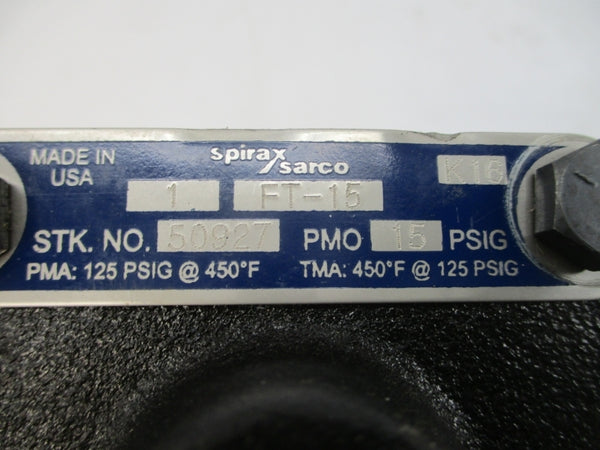 MADE IN
USA
spirax
sarco
K16
1 FT-15
STK. NO. 50927 PMO 15 PSIG
PMA: 125 PSIG @ 450°F TMA: 450°F @ 125 PSIG